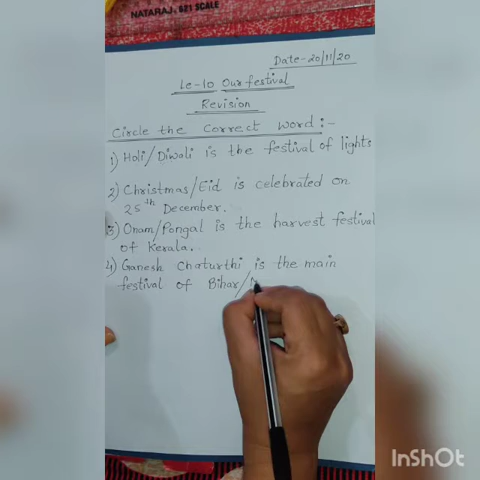 NATARAJ, 621 SCALE
Date-20/11/20
Le-10 Our festival
Revision
Circle the Correct Word:-
1) Holi/Diwali is the festival of lights
2) Christmas/Eid is celebrated on
25th December.
3) Onam/Pongal is the harvest festival
of Kerala.
4) Ganesh Chaturthi is the main
festival of Bihar/
InShOt